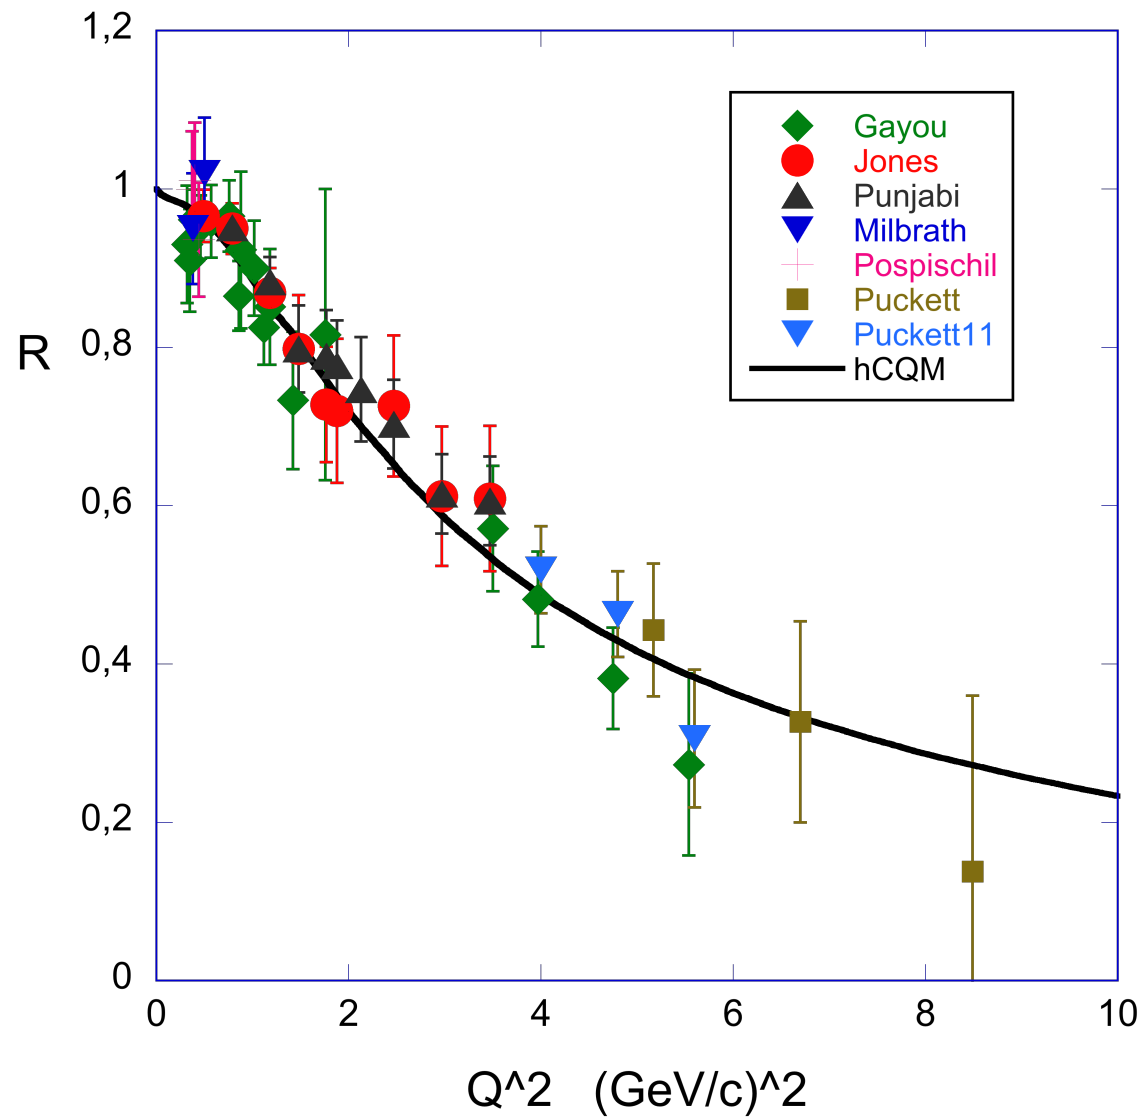 1,2
1
0,8
0,6
0,4
0,2
0
R
Gayou
Jones
Punjabi
Milbrath
Pospischil
Puckett
Puckett11
hCQM
0 2 4 6 8 10
Q^2 (GeV/c)^2